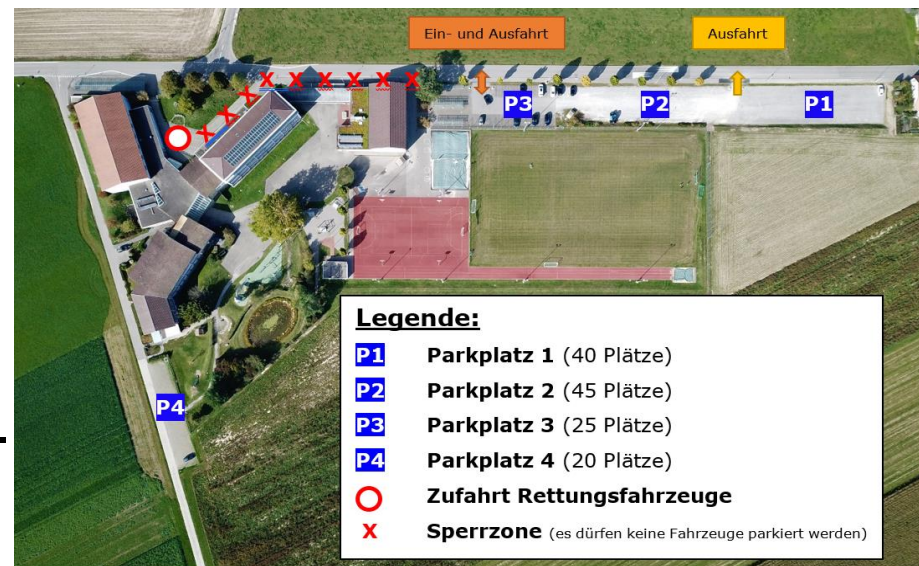 Ein- und Ausfahrt
Ausfahrt
P3
P2
P1
P4
Legende:
P1 Parkplatz 1 (40 Plätze)
P2 Parkplatz 2 (45 Plätze)
P3 Parkplatz 3 (25 Plätze)
P4 Parkplatz 4 (20 Plätze)
Zufahrt Rettungsfahrzeuge
X Sperrzone (es dürfen keine Fahrzeuge parkiert werden)